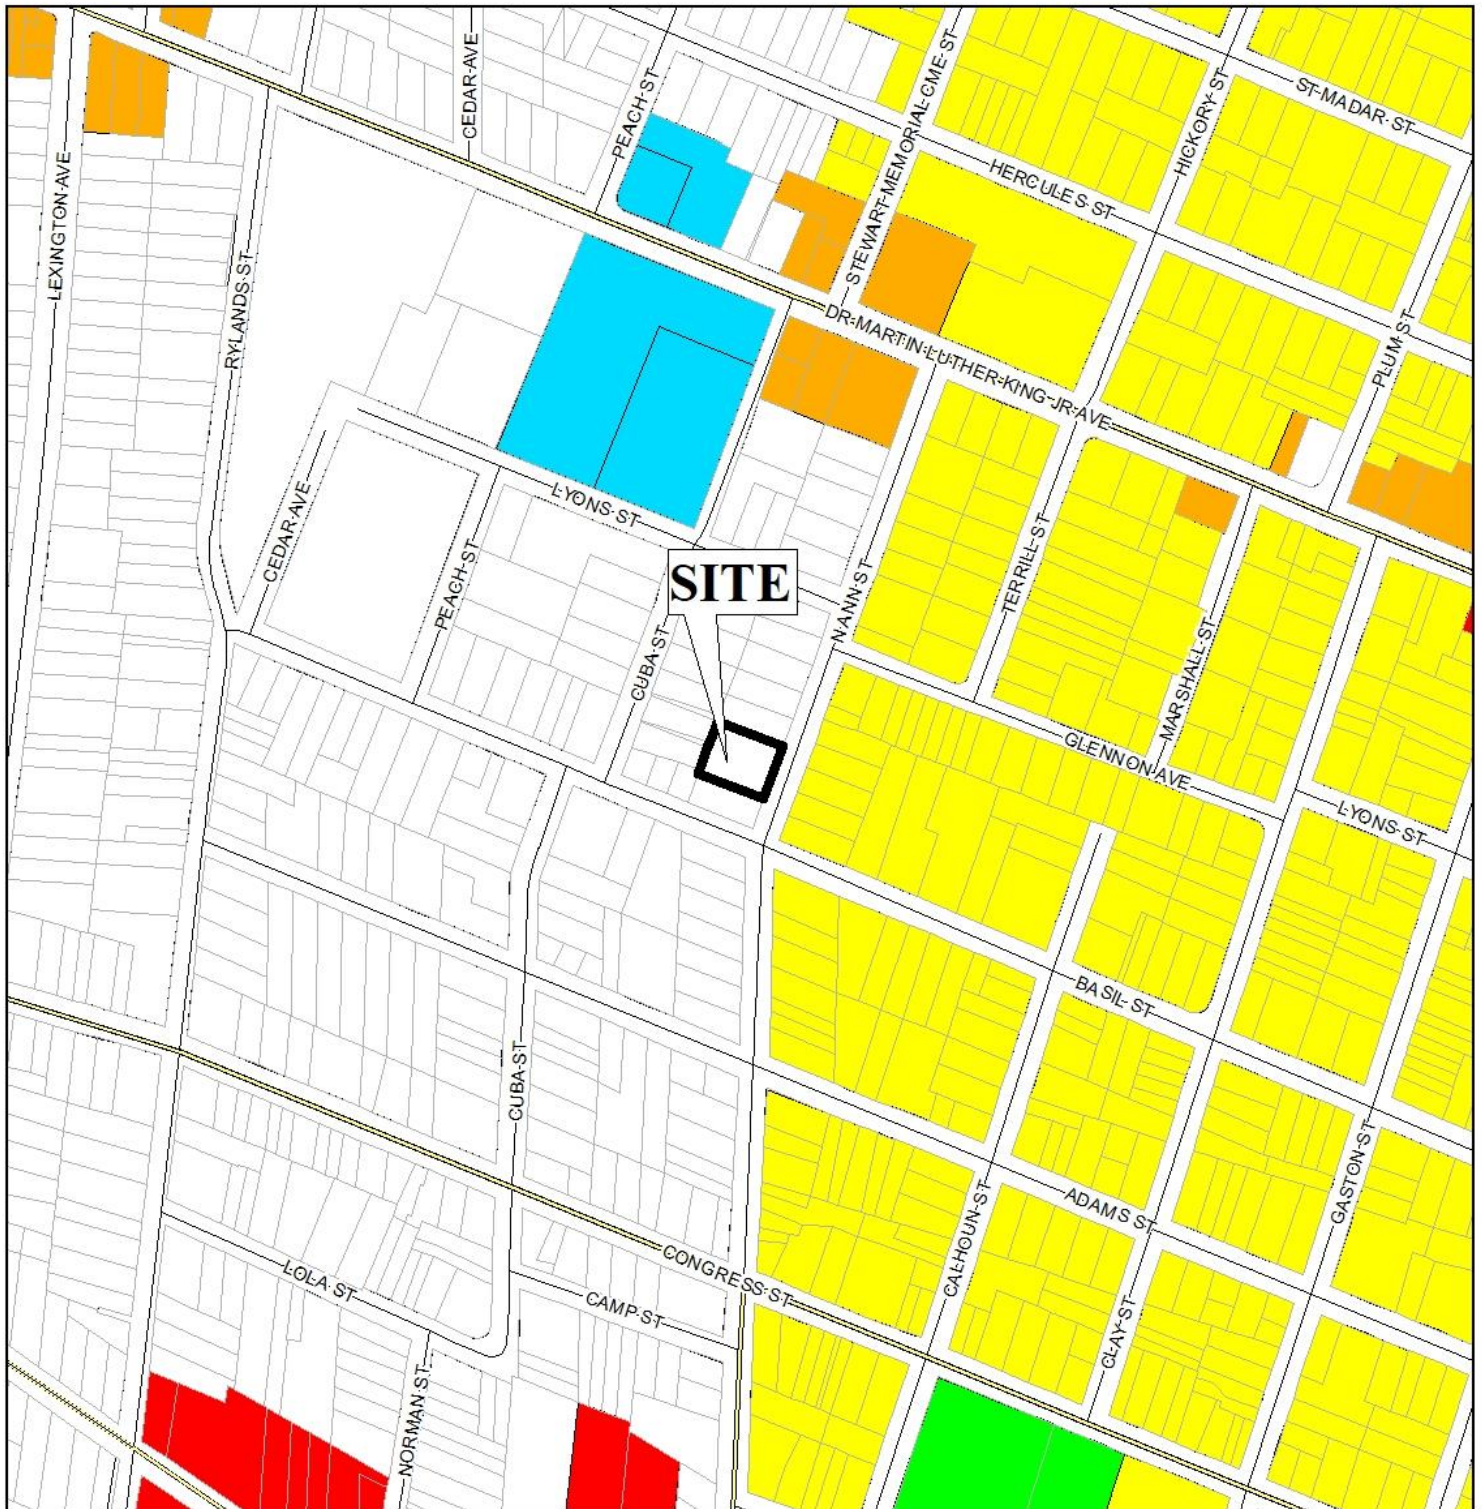 CEDAR AVE
PEACH ST
STEWART MEMORIAL CME ST
HICKORY ST
ST MADAR ST
LEXINGTON AVE
RYLANDS ST
HERCULES ST
DR MARTIN LUTHER KING JR AVE
PLUM ST
CEDAR AVE
LYONS ST
PEACH ST
SITE
CUBA ST
N ANN ST
TERRILL ST
MARSHALL ST
GLENNON AVE
LYONS ST
BASIL ST
CUBA ST
ADAMS ST
GASTON ST
CALHOUN ST
CONGRESS ST
LOLA ST
CAMP ST
CLAY ST
NORMAN ST